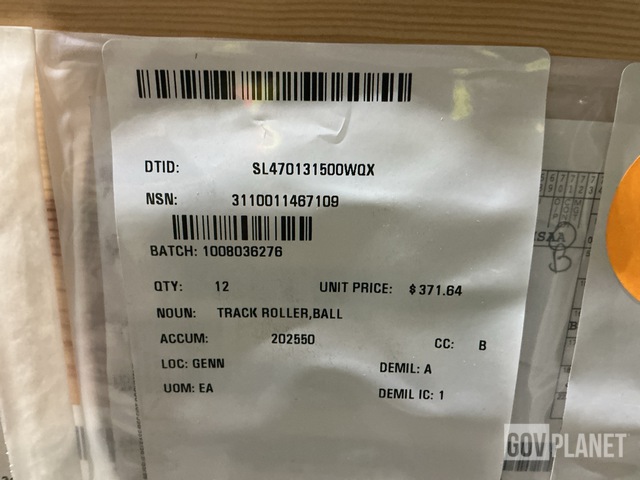 DTID: SL470131500WQX
NSN: 3110011467109
BATCH: 1008036276
QTY: 12 UNIT PRICE: $371.64
NOUN: TRACK ROLLER,BALL
ACCUM: 202550 CC: B
LOC: GENN DEMIL: A
UOM: EA DEMIL IC: 1
GOVPLANET